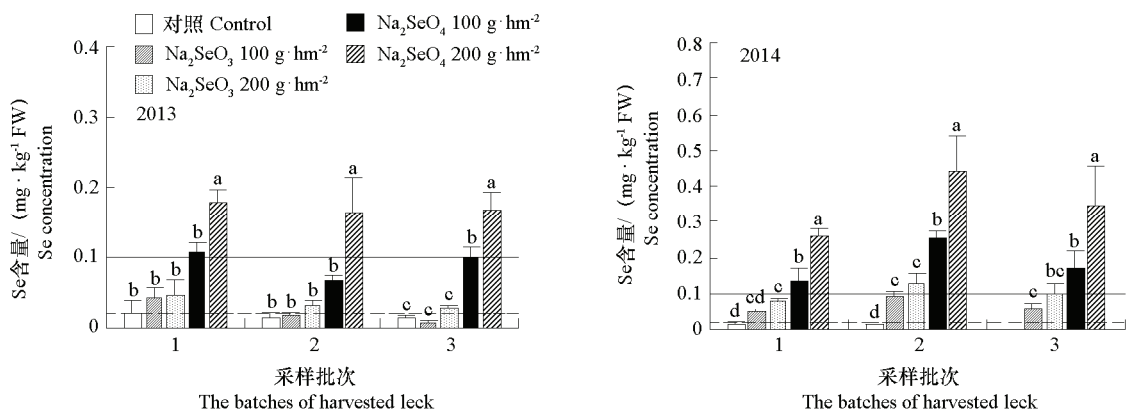 对照 Control
Na₂SeO₃ 100 g·hm⁻²
Na₂SeO₃ 200 g·hm⁻²
Na₂SeO₄ 100 g·hm⁻²
Na₂SeO₄ 200 g·hm⁻²
2013
Se含量/ (mg·kg⁻¹ FW)
Se concentration
0.4
0.3
0.2
0.1
0
b b b b a
b b b b a
c c c b a
1 2 3
采样批次
The batches of harvested leck
2014
Se含量/ (mg·kg⁻¹ FW)
Se concentration
0.8
0.7
0.6
0.5
0.4
0.3
0.2
0.1
0
d cd c b a
d c c b a
c bc b a
1 2 3
采样批次
The batches of harvested leck